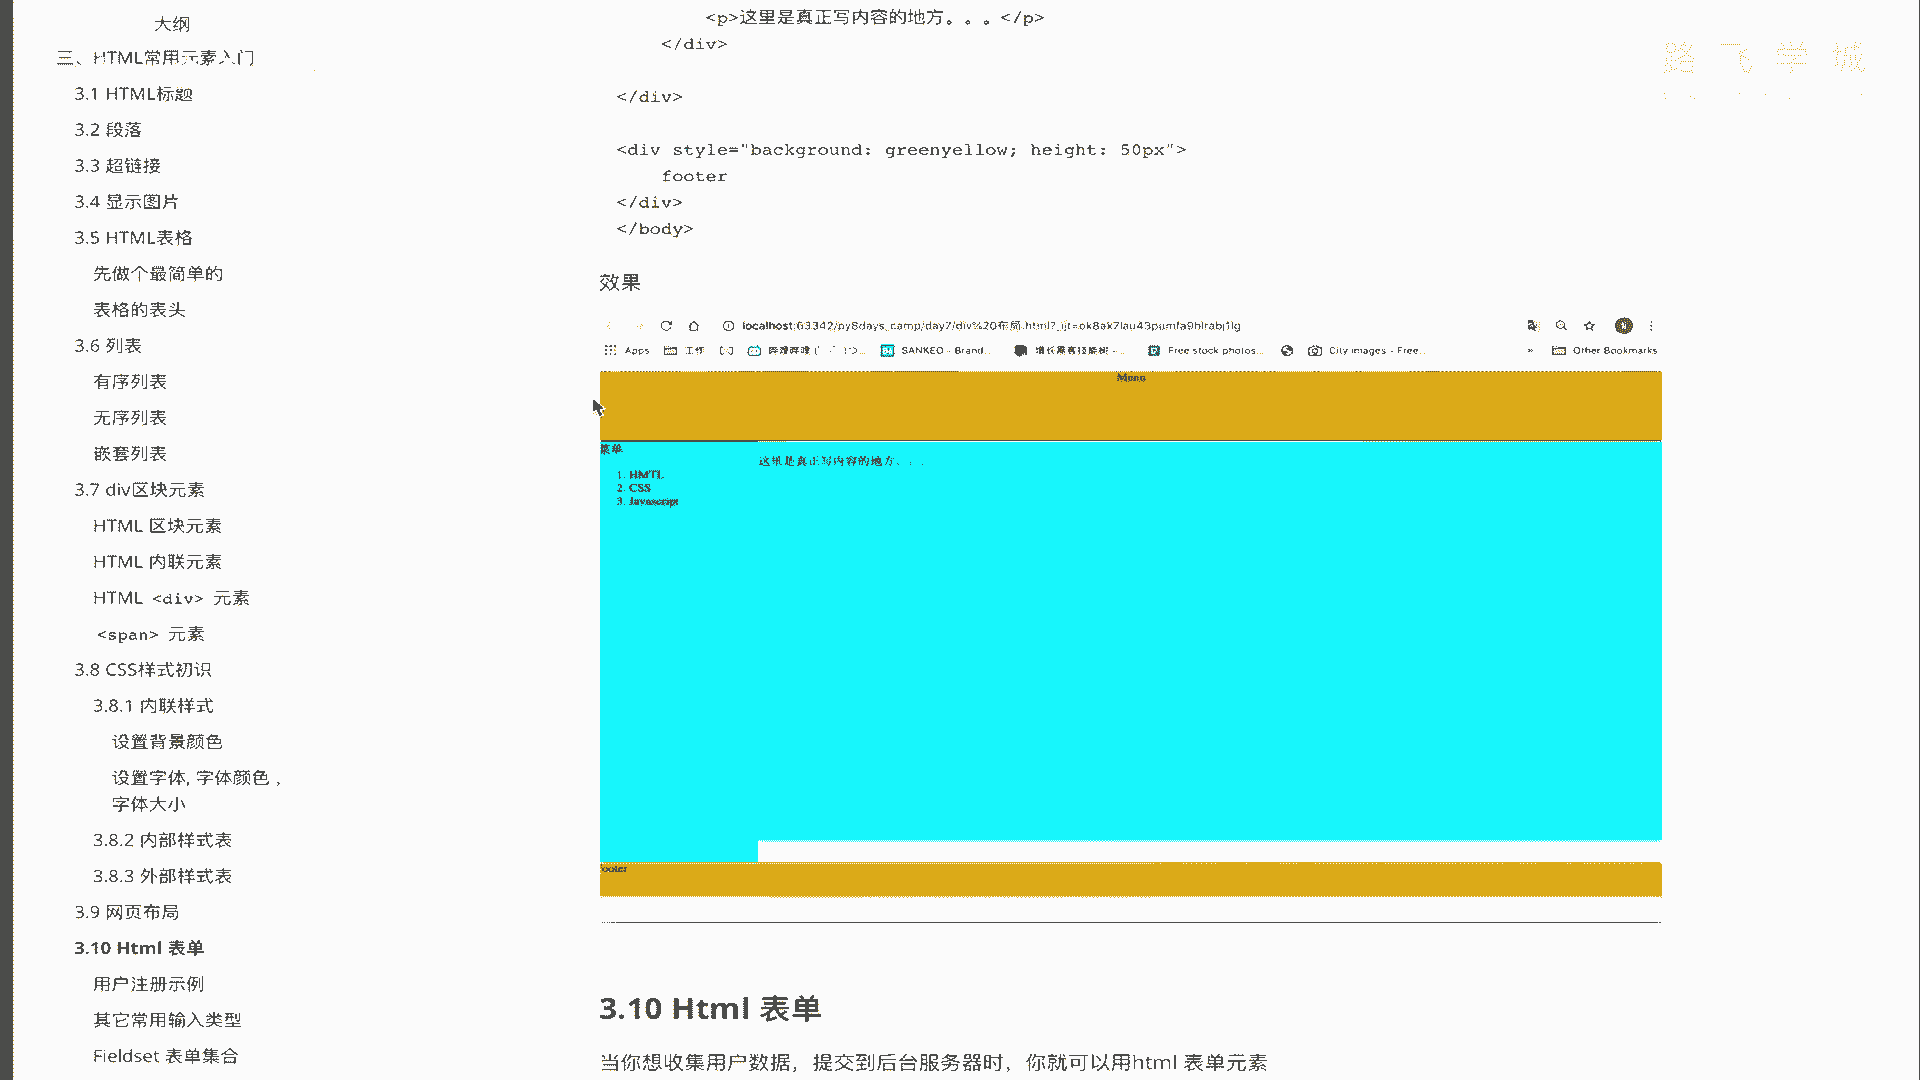 大纲
三、HTML常用元素入门
3.1 HTML标题
3.2 段落
3.3 超链接
3.4 显示图片
3.5 HTML表格
先做个最简单的
表格的表头
3.6 列表
有序列表
无序列表
嵌套列表
3.7 div区块元素
HTML 区块元素
HTML 内联元素
HTML <div> 元素
<span> 元素
3.8 CSS样式初识
3.8.1 内联样式
设置背景颜色
设置字体, 字体颜色 ,
字体大小
3.8.2 内部样式表
3.8.3 外部样式表
3.9 网页布局
3.10 Html 表单
用户注册示例
其它常用输入类型
Fieldset 表单集合
<p>这里是真正写内容的地方。。。</p>
</div>
</div>
<div style="background: greenyellow; height: 50px">
footer
</div>
</body>
效果
localhost:63342/py8days_camp/day7/div%20布局.html?
Apps 工作 SANKEO - Brand... Free stock photos... City images - Free... » Other Bookmarks
Menu
菜单
这里是真正写内容的地方。。。
1. HMTL
2. CSS
3. Javascript
footer
3.10 Html 表单
当你想收集用户数据，提交到后台服务器时，你就可以用html 表单元素
路飞学城